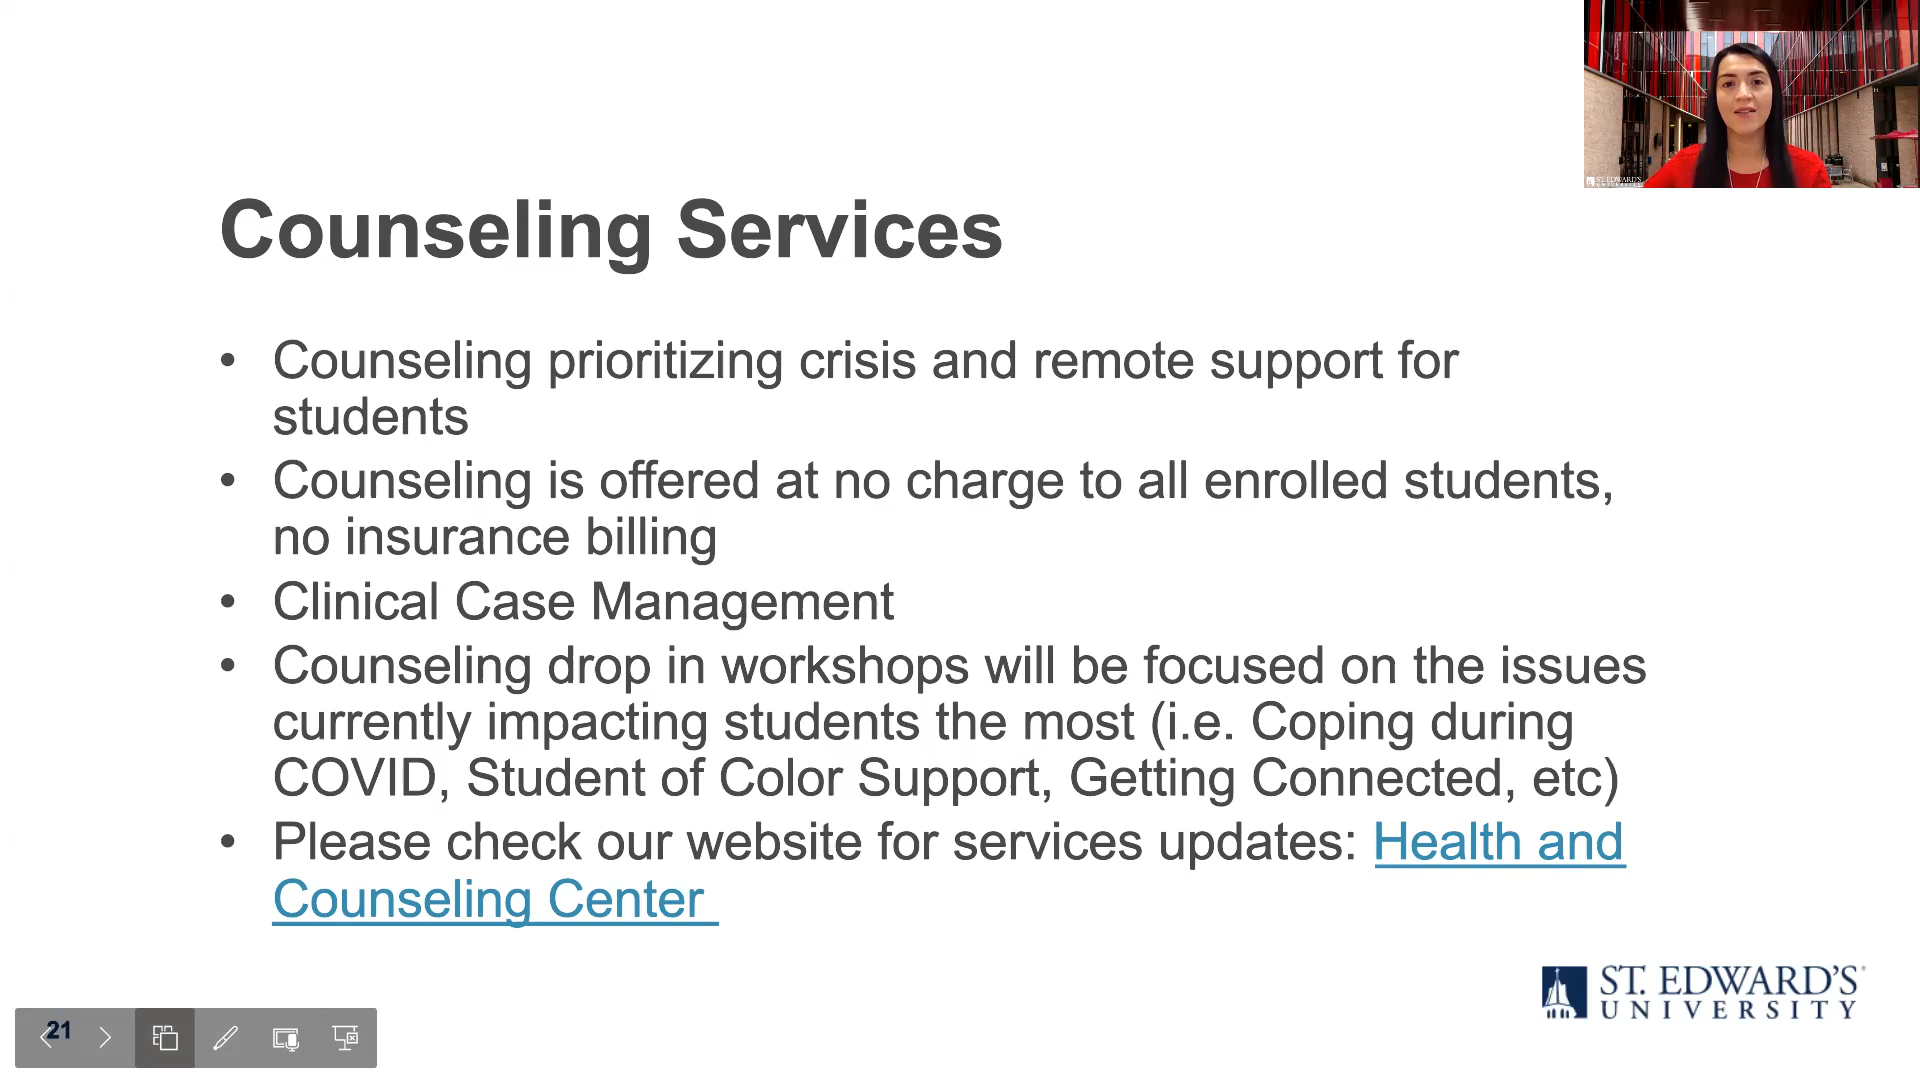 ST. EDWARD'S
UNIVERSITY
Counseling Services
• Counseling prioritizing crisis and remote support for
students
• Counseling is offered at no charge to all enrolled students,
no insurance billing
• Clinical Case Management
• Counseling drop in workshops will be focused on the issues
currently impacting students the most (i.e. Coping during
COVID, Student of Color Support, Getting Connected, etc)
• Please check our website for services updates: Health and
Counseling Center
ST. EDWARD'S
UNIVERSITY
21